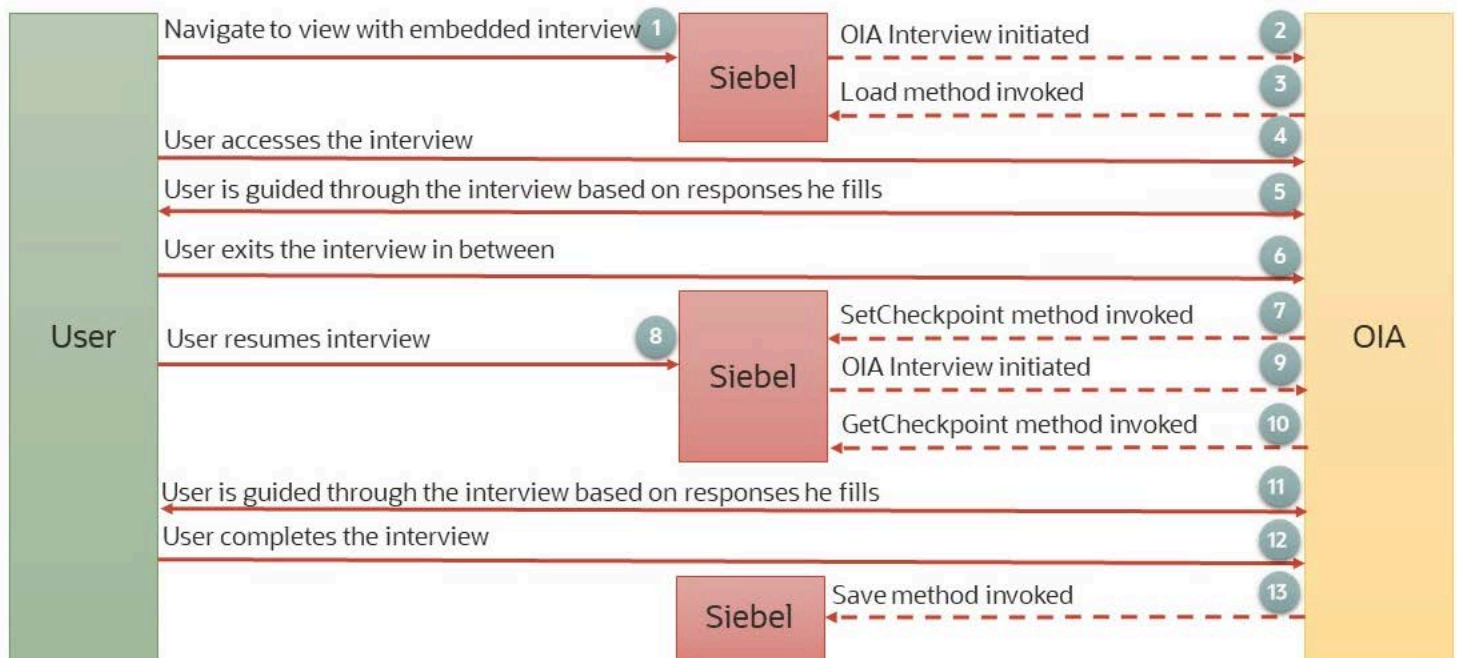 Navigate to view with embedded interview 1
OIA Interview initiated 2
Siebel
Load method invoked 3
User accesses the interview 4
User is guided through the interview based on responses he fills 5
User exits the interview in between 6
User
OIA
SetCheckpoint method invoked 7
User resumes interview 8
Siebel
OIA Interview initiated 9
GetCheckpoint method invoked 10
User is guided through the interview based on responses he fills 11
User completes the interview 12
Siebel
Save method invoked 13